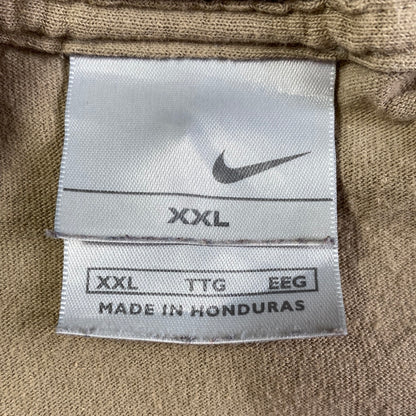 XXL
XXL TTG EEG
MADE IN HONDURAS